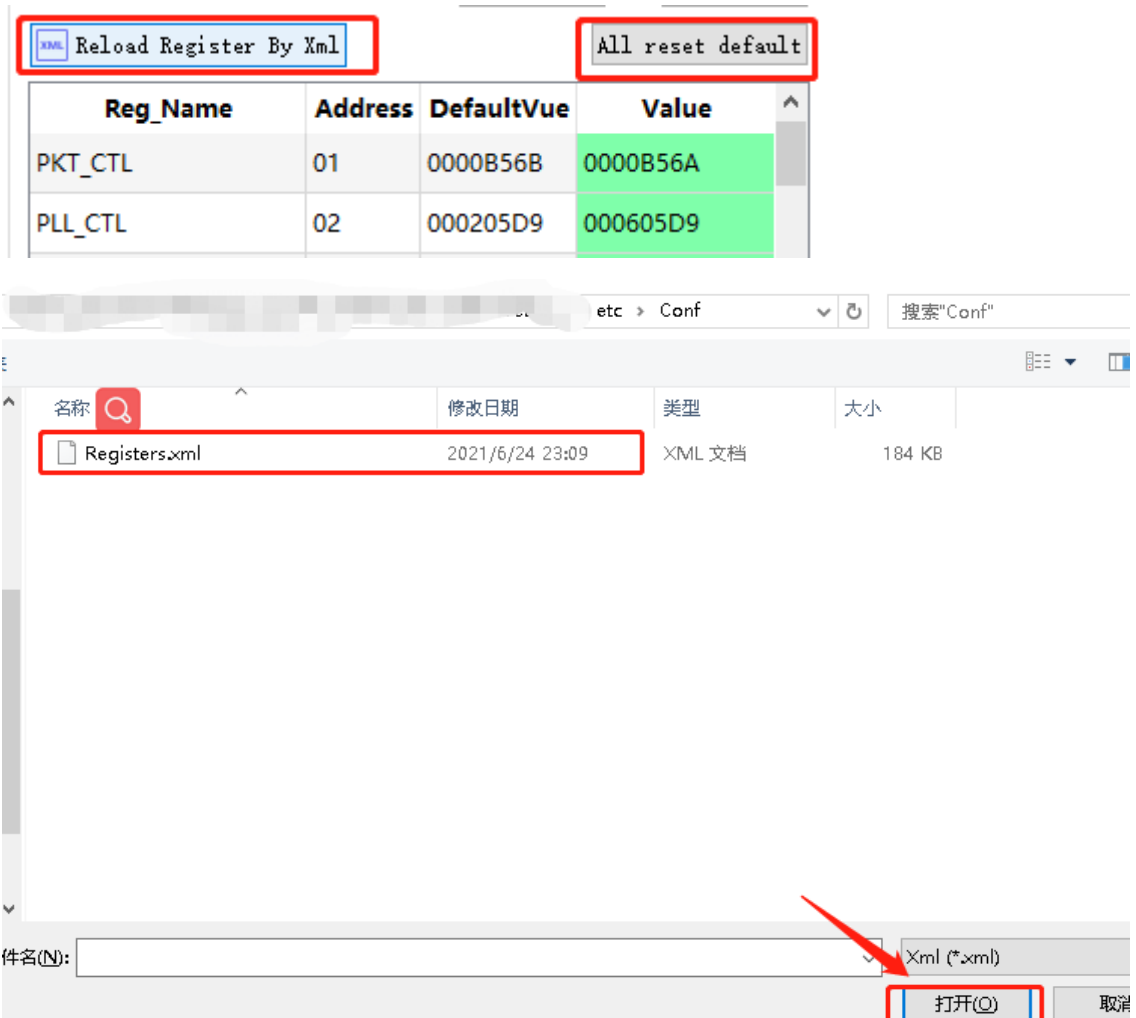 XML Reload Register By Xml All reset default
Reg_Name Address DefaultVue Value
PKT_CTL 01 0000B56B 0000B56A
PLL_CTL 02 000205D9 000605D9
etc › Conf 搜索"Conf"
名称 修改日期 类型 大小
Registers.xml 2021/6/24 23:09 XML 文档 184 KB
件名(N): Xml (*.xml)
打开(O) 取消